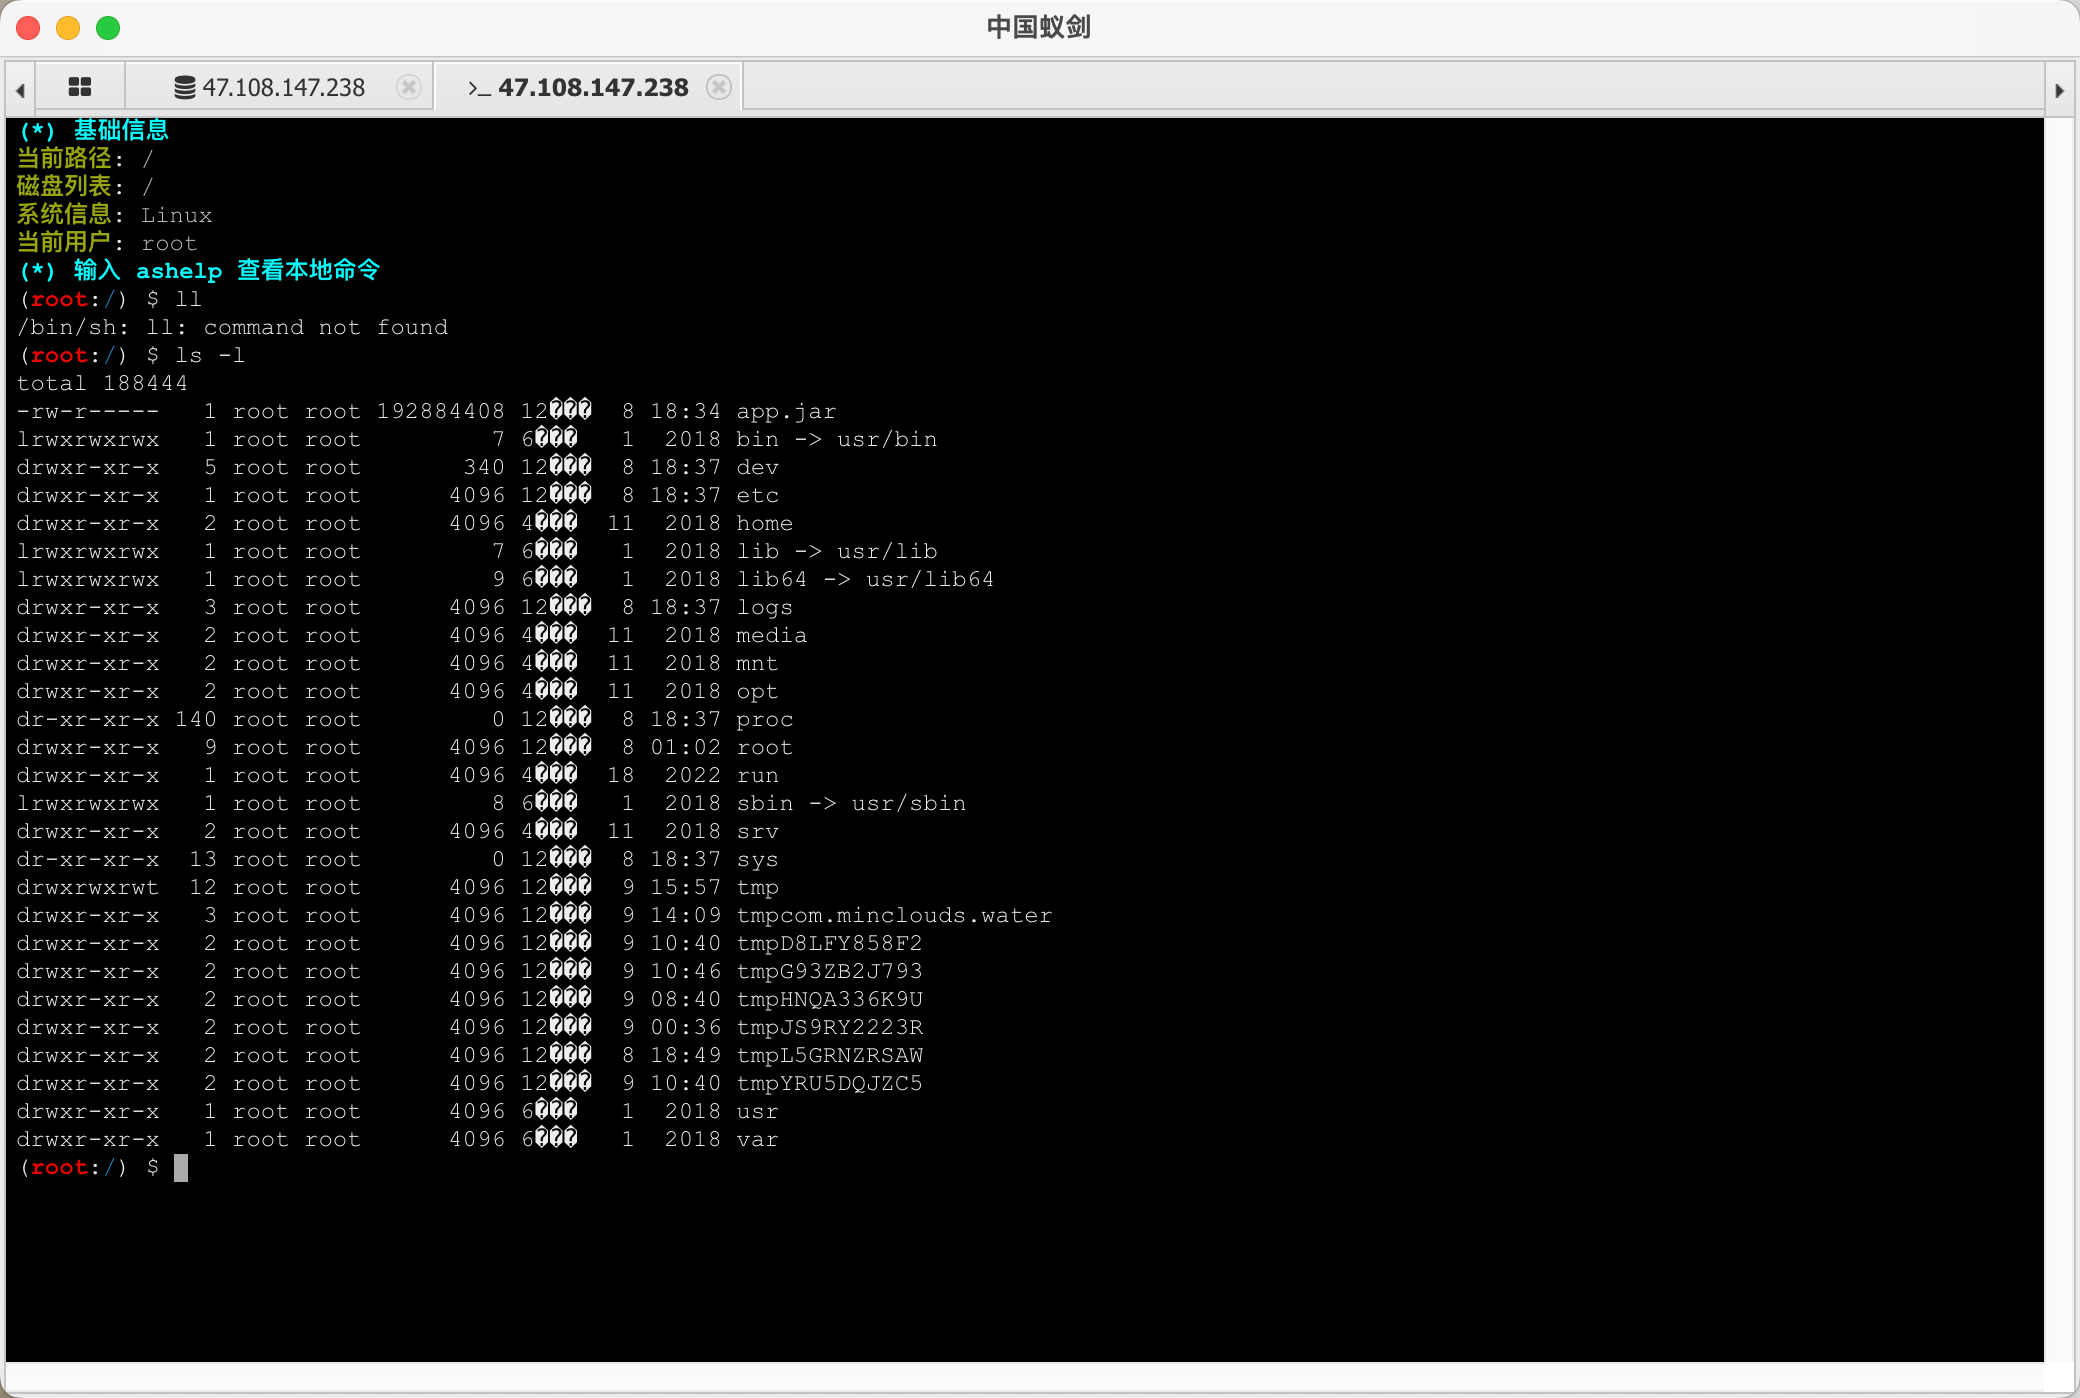 中国蚁剑
47.108.147.238 >_ 47.108.147.238
(*) 基础信息
当前路径: /
磁盘列表: /
系统信息: Linux
当前用户: root
(*) 输入 ashelp 查看本地命令
(root:/) $ ll
/bin/sh: ll: command not found
(root:/) $ ls -l
total 188444
-rw-r----- 1 root root 192884408 12��� 8 18:34 app.jar
lrwxrwxrwx 1 root root 7 6��� 1 2018 bin -> usr/bin
drwxr-xr-x 5 root root 340 12��� 8 18:37 dev
drwxr-xr-x 1 root root 4096 12��� 8 18:37 etc
drwxr-xr-x 2 root root 4096 4��� 11 2018 home
lrwxrwxrwx 1 root root 7 6��� 1 2018 lib -> usr/lib
lrwxrwxrwx 1 root root 9 6��� 1 2018 lib64 -> usr/lib64
drwxr-xr-x 3 root root 4096 12��� 8 18:37 logs
drwxr-xr-x 2 root root 4096 4��� 11 2018 media
drwxr-xr-x 2 root root 4096 4��� 11 2018 mnt
drwxr-xr-x 2 root root 4096 4��� 11 2018 opt
dr-xr-xr-x 140 root root 0 12��� 8 18:37 proc
drwxr-xr-x 9 root root 4096 12��� 8 01:02 root
drwxr-xr-x 1 root root 4096 4��� 18 2022 run
lrwxrwxrwx 1 root root 8 6��� 1 2018 sbin -> usr/sbin
drwxr-xr-x 2 root root 4096 4��� 11 2018 srv
dr-xr-xr-x 13 root root 0 12��� 8 18:37 sys
drwxrwxrwt 12 root root 4096 12��� 9 15:57 tmp
drwxr-xr-x 3 root root 4096 12��� 9 14:09 tmpcom.minclouds.water
drwxr-xr-x 2 root root 4096 12��� 9 10:40 tmpD8LFY858F2
drwxr-xr-x 2 root root 4096 12��� 9 10:46 tmpG93ZB2J793
drwxr-xr-x 2 root root 4096 12��� 9 08:40 tmpHNQA336K9U
drwxr-xr-x 2 root root 4096 12��� 9 00:36 tmpJS9RY2223R
drwxr-xr-x 2 root root 4096 12��� 8 18:49 tmpL5GRNZRSAW
drwxr-xr-x 2 root root 4096 12��� 9 10:40 tmpYRU5DQJZC5
drwxr-xr-x 1 root root 4096 6��� 1 2018 usr
drwxr-xr-x 1 root root 4096 6��� 1 2018 var
(root:/) $